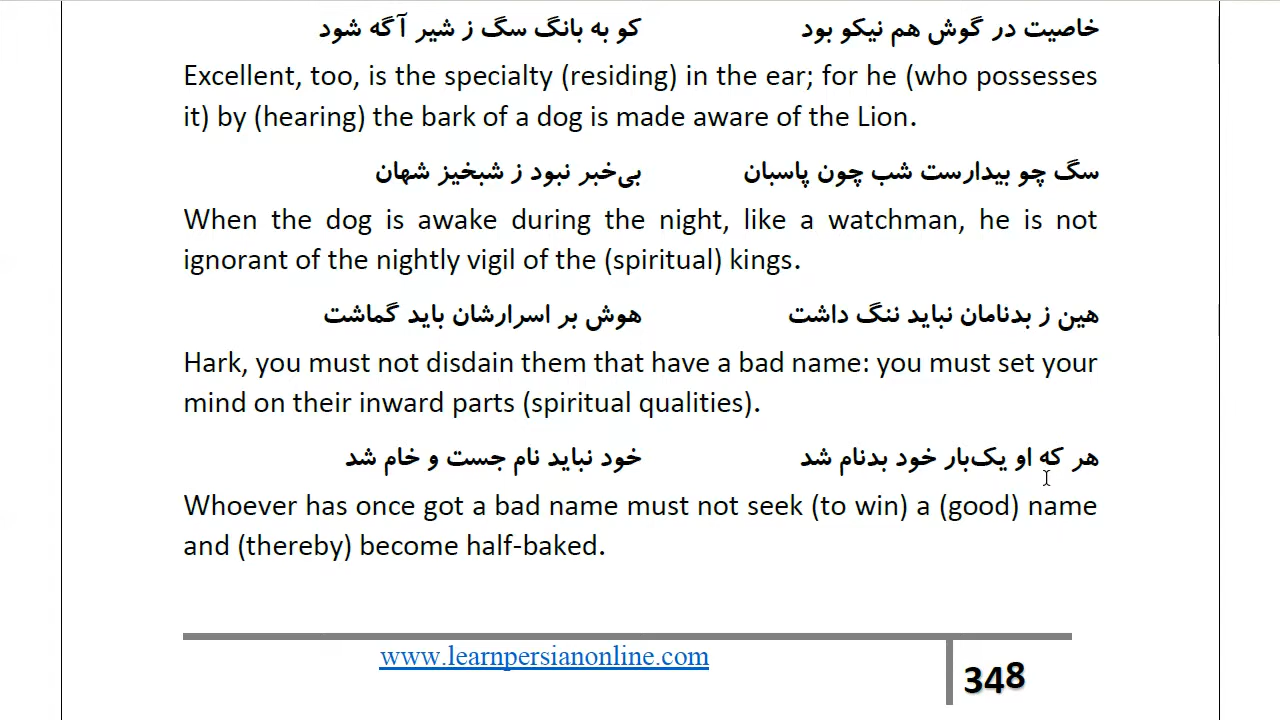 خاصیت در گوش هم نیکو بود کو به بانگ سگ ز شیر آگه شود
Excellent, too, is the specialty (residing) in the ear; for he (who possesses
it) by (hearing) the bark of a dog is made aware of the Lion.
سگ چو بیدارست شب چون پاسبان بی‌خبر نبود ز شبخیز شهان
When the dog is awake during the night, like a watchman, he is not
ignorant of the nightly vigil of the (spiritual) kings.
هین ز بدنامان نباید ننگ داشت هوش بر اسرارشان باید گماشت
Hark, you must not disdain them that have a bad name: you must set your
mind on their inward parts (spiritual qualities).
هر که او یک‌بار خود بدنام شد خود نباید نام جست و خام شد
Whoever has once got a bad name must not seek (to win) a (good) name
and (thereby) become half-baked.
www.learnpersianonline.com
348